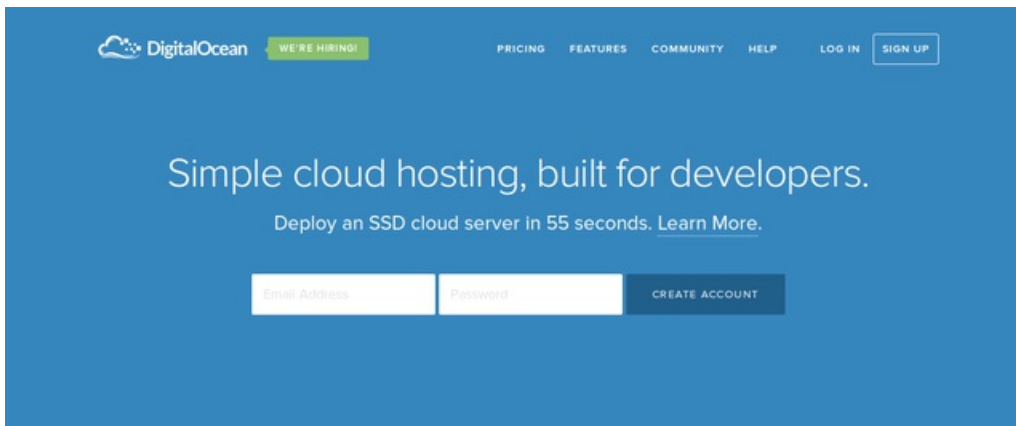 DigitalOcean WE'RE HIRING! PRICING FEATURES COMMUNITY HELP LOG IN SIGN UP
Simple cloud hosting, built for developers.
Deploy an SSD cloud server in 55 seconds. Learn More.
Email Address Password CREATE ACCOUNT